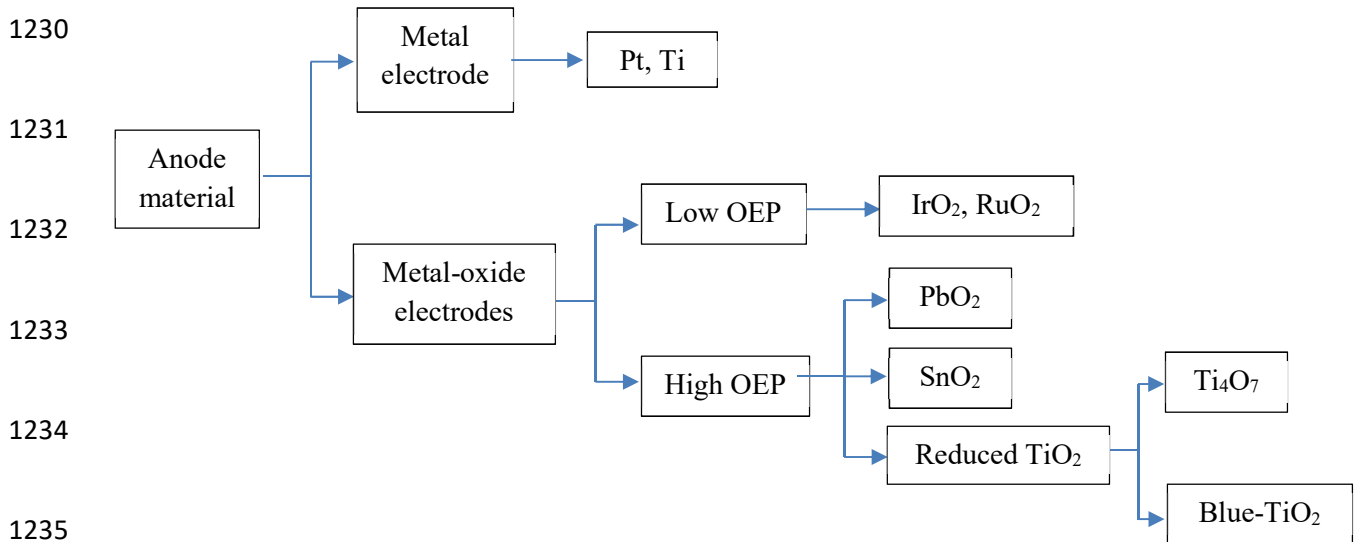 1230
Metal
electrode
Pt, Ti
1231
Anode
material
Low OEP
IrO₂, RuO₂
1232
Metal-oxide
electrodes
PbO₂
1233
High OEP
SnO₂
Ti₄O₇
1234
Reduced TiO₂
Blue-TiO₂
1235